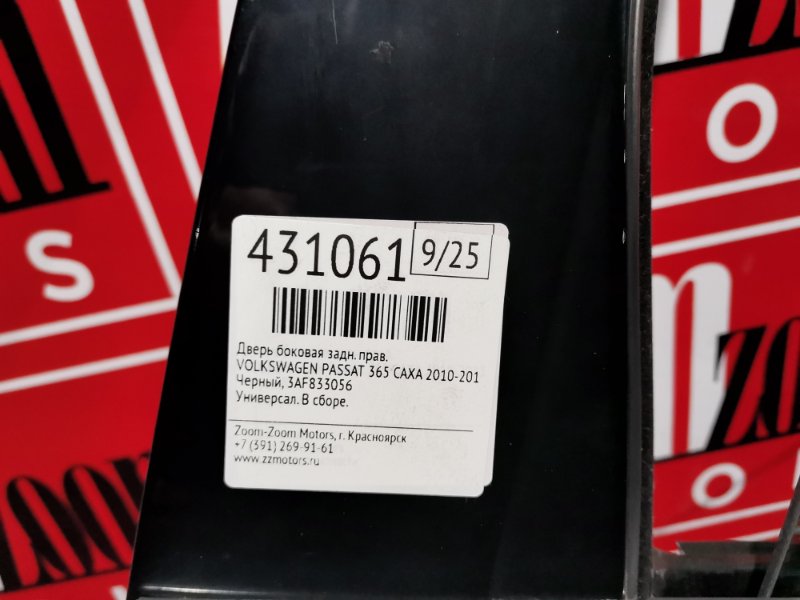 431061
9/25
Дверь боковая задн. прав.
VOLKSWAGEN PASSAT 365 CAXA 2010-201
Черный, 3AF833056
Универсал. В сборе.
Zoom-Zoom Motors, г. Красноярск
+7 (391) 269-91-61
www.zzmotors.ru